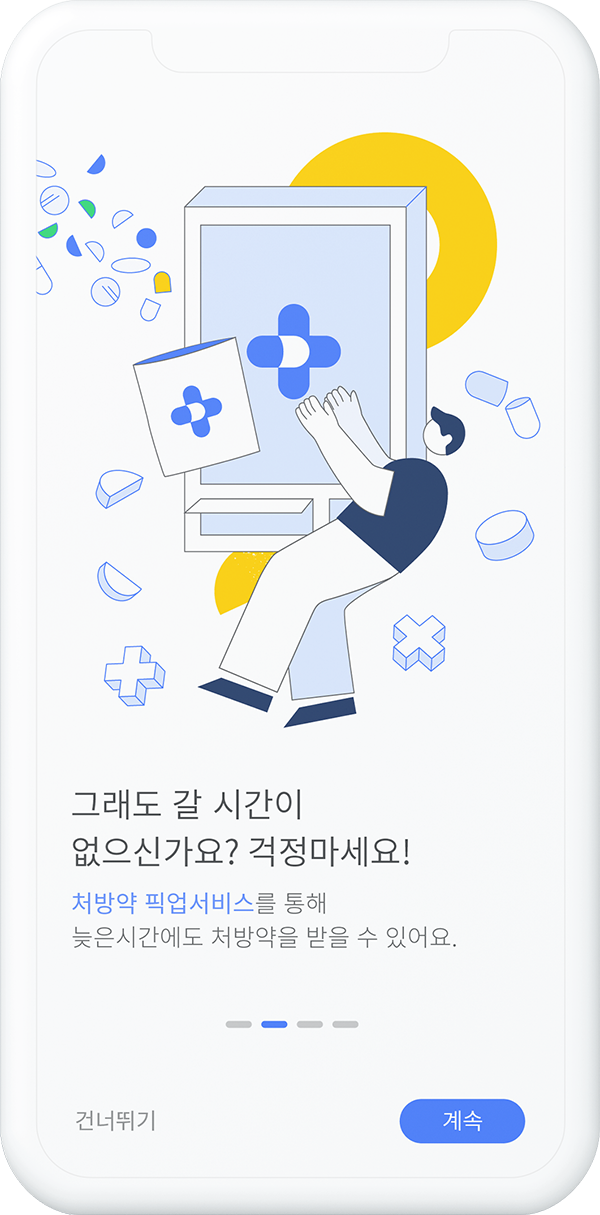 그래도 갈 시간이
없으신가요? 걱정마세요!
처방약 픽업서비스를 통해
늦은시간에도 처방약을 받을 수 있어요.
건너뛰기
계속